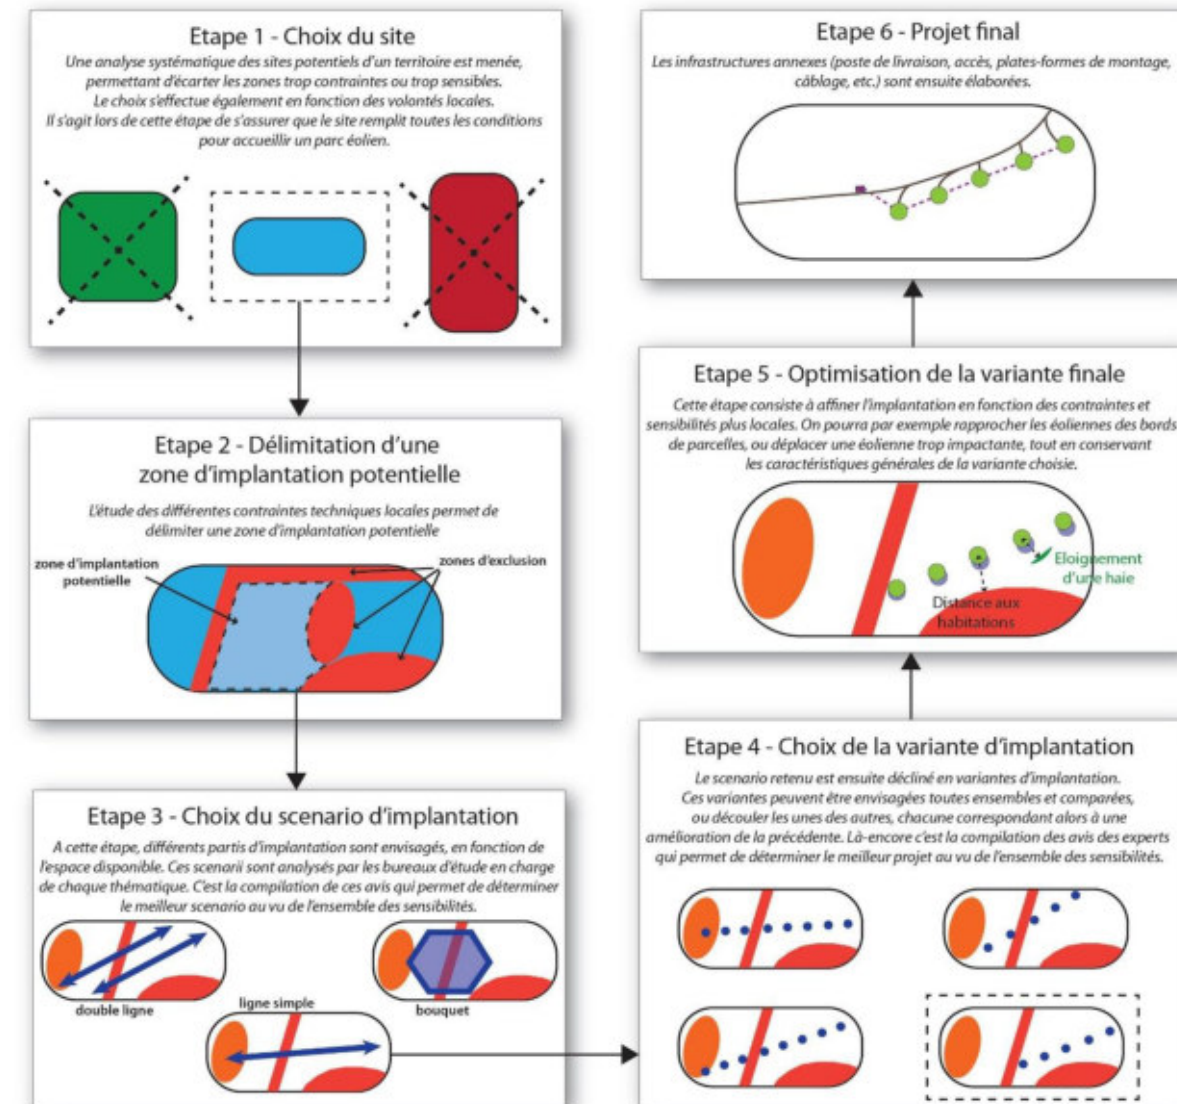 Etape 1 - Choix du site
Une analyse systématique des sites potentiels d'un territoire est menée,
permettant d'écarter les zones trop contraintes ou trop sensibles.
Le choix s'effectue également en fonction des volontés locales.
Il s'agit lors de cette étape de s'assurer que le site remplit toutes les conditions
pour accueillir un parc éolien.
Etape 2 - Délimitation d'une
zone d'implantation potentielle
L'étude des différentes contraintes techniques locales permet de
délimiter une zone d'implantation potentielle
zone d'implantation
potentielle
zones d'exclusion
Etape 3 - Choix du scenario d'implantation
A cette étape, différents partis d'implantation sont envisagés, en fonction de
l'espace disponible. Ces scenarii sont analysés par les bureaux d'étude en charge
de chaque thématique. C'est la compilation de ces avis qui permet de déterminer
le meilleur scenario au vu de l'ensemble des sensibilités.
double ligne
ligne simple
bouquet
Etape 4 - Choix de la variante d'implantation
Le scenario retenu est ensuite décliné en variantes d'implantation.
Ces variantes peuvent être envisagées toutes ensembles et comparées,
ou découler les unes des autres, chacune correspondant alors à une
amélioration de la précédente. Là-encore c'est la compilation des avis des experts
qui permet de déterminer le meilleur projet au vu de l'ensemble des sensibilités.
Etape 5 - Optimisation de la variante finale
Cette étape consiste à affiner l'implantation en fonction des contraintes et
sensibilités plus locales. On pourra par exemple rapprocher les éoliennes des bords
de parcelles, ou déplacer une éolienne trop impactante, tout en conservant
les caractéristiques générales de la variante choisie.
Eloignement
d'une haie
Distance aux
habitations
Etape 6 - Projet final
Les infrastructures annexes (poste de livraison, accès, plates-formes de montage,
câblage, etc.) sont ensuite élaborées.